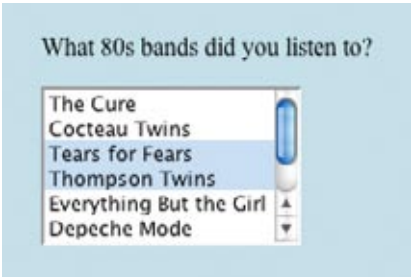 What 80s bands did you listen to?
The Cure
Cocteau Twins
Tears for Fears
Thompson Twins
Everything But the Girl
Depeche Mode